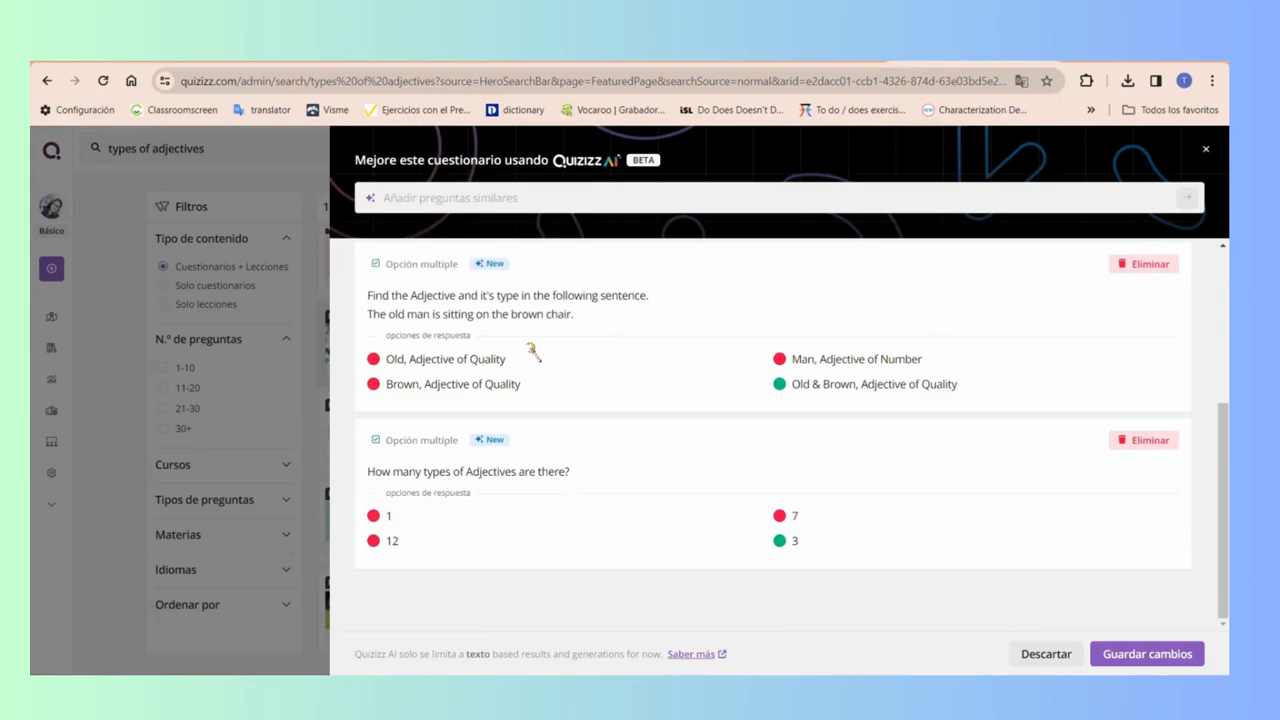 quizizz.com/admin/search/types%20of%20adjectives?source=HeroSearchBar&page=FeaturedPage&searchSource=normal&arid=e2dacc01-ccb1-4326-874d-63e03bd5e2...
T
Configuración
Classroomscreen
translator
Visme
Ejercicios con el Pre...
dictionary
Vocaroo | Grabador...
iSL Do Does Doesn't D...
To do / does exercis...
Characterization De...
»
Todos los favoritos
types of adjectives
Básico
Filtros
Tipo de contenido
Cuestionarios + Lecciones
Solo cuestionarios
Solo lecciones
N.º de preguntas
1-10
11-20
21-30
30+
Cursos
Tipos de preguntas
Materias
Idiomas
Ordenar por
Mejore este cuestionario usando QUIZIZZ AI BETA
Añadir preguntas similares
Opción multiple New Eliminar
Find the Adjective and it's type in the following sentence.
The old man is sitting on the brown chair.
opciones de respuesta
Old, Adjective of Quality
Man, Adjective of Number
Brown, Adjective of Quality
Old & Brown, Adjective of Quality
Opción multiple New Eliminar
How many types of Adjectives are there?
opciones de respuesta
1
7
12
3
Quizizz AI solo se limita a texto based results and generations for now. Saber más
Descartar
Guardar cambios